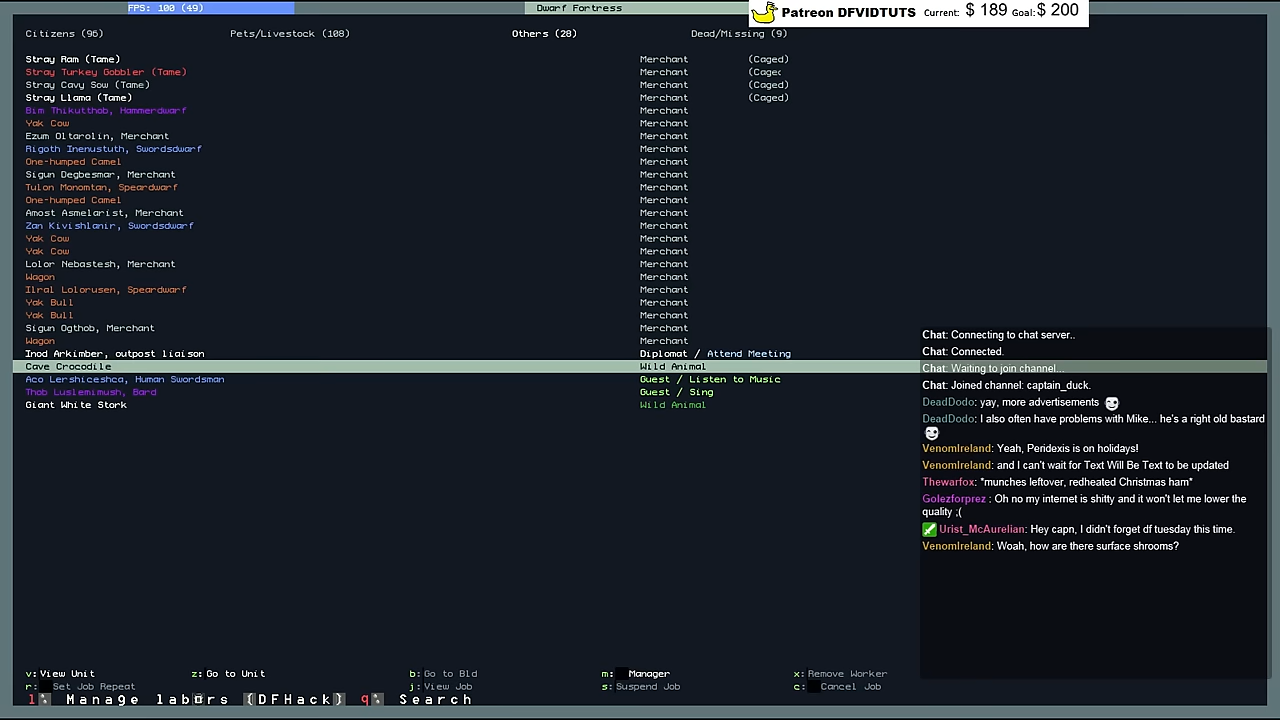 FPS: 100 (49)
Dwarf Fortress
Patreon DFVIDTUTS Current: $ 189 Goal: $ 200
Citizens (96) Pets/Livestock (108) Others (28) Dead/Missing (9)
Stray Ram (Tame) Merchant (Caged)
Stray Turkey Gobbler (Tame) Merchant (Caged
Stray Cavy Sow (Tame) Merchant (Caged)
Stray Llama (Tame) Merchant (Caged)
Bim Thikutthob, Hammerdwarf Merchant
Yak Cow Merchant
Ezum Oltarolin, Merchant Merchant
Rigoth Inenustuth, Swordsdwarf Merchant
One-humped Camel Merchant
Sigun Degbesmar, Merchant Merchant
Tulon Monomtan, Speardwarf Merchant
One-humped Camel Merchant
Amost Asmelarist, Merchant Merchant
Zan Kivishlanir, Swordsdwarf Merchant
Yak Cow Merchant
Yak Cow Merchant
Lolor Nebastesh, Merchant Merchant
Wagon Merchant
Ilral Lolorusen, Speardwarf Merchant
Yak Bull Merchant
Yak Bull Merchant
Sigun Ogthob, Merchant Merchant
Wagon Merchant
Inod Arkimber, outpost liaison Diplomat / Attend Meeting
Cave Crocodile Wild Animal
Aco Lershiceshca, Human Swordsman Guest / Listen to Music
Thob Luslemimush, Bard Guest / Sing
Giant White Stork Wild Animal
Chat: Connecting to chat server..
Chat: Connected.
Chat: Waiting to join channel...
Chat: Joined channel: captain_duck.
DeadDodo: yay, more advertisements
DeadDodo: I also often have problems with Mike... he's a right old bastard
VenomIreland: Yeah, Peridexis is on holidays!
VenomIreland: and I can't wait for Text Will Be Text to be updated
Thewarfox: *munches leftover, redheated Christmas ham*
Golezforprez : Oh no my internet is shitty and it won't let me lower the
quality ;(
Urist_McAurelian: Hey capn, I didn't forget df tuesday this time.
VenomIreland: Woah, how are there surface shrooms?
v: View Unit z: Go to Unit b: Go to Bld m: Manager x: Remove Worker
r: Set Job Repeat j: View Job s: Suspend Job c: Cancel Job
l: Manage labors {DFHack} q: Search